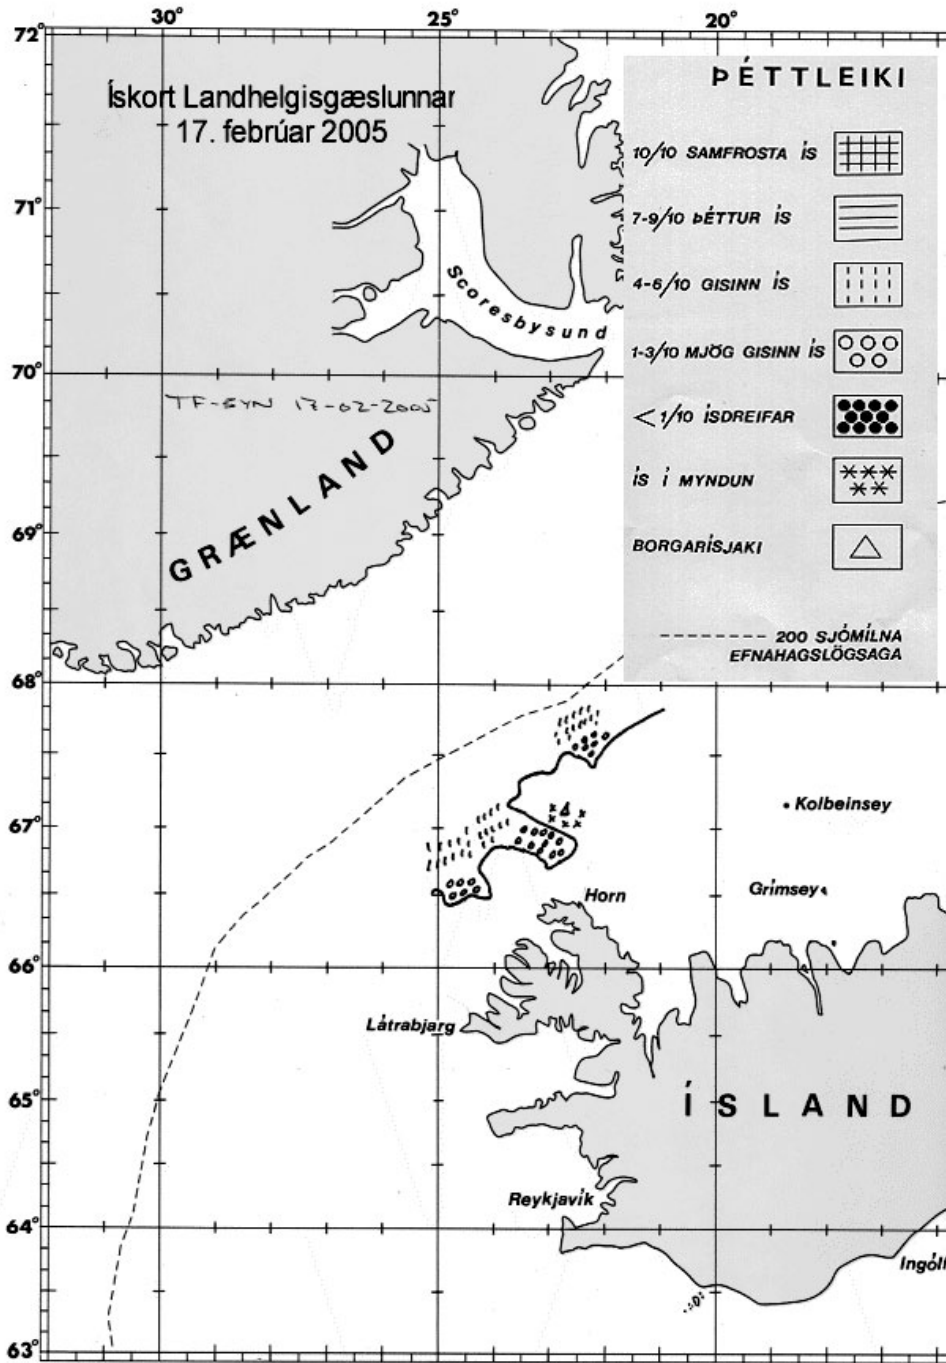 30° 25° 20°
72°
Ískort Landhelgisgæslunnar
17. febrúar 2005
ÞÉTTLEIKI
10/10 SAMFROSTA ÍS
7-9/10 ÞÉTTUR ÍS
4-6/10 GISINN ÍS
1-3/10 MJÖG GISINN ÍS
< 1/10 ÍSDREIFAR
ÍS Í MYNDUN
BORGARÍSJAKI
200 SJÓMÍLNA
EFNAHAGSLÖGSAGA
71°
Scoresbysund
70°
TF-SYN 17-02-2005
GRÆNLAND
69°
68°
Kolbeinsey
67°
Grímsey
Horn
66°
Látrabjarg
65°
ÍSLAND
Reykjavík
64°
Ingólf
63°